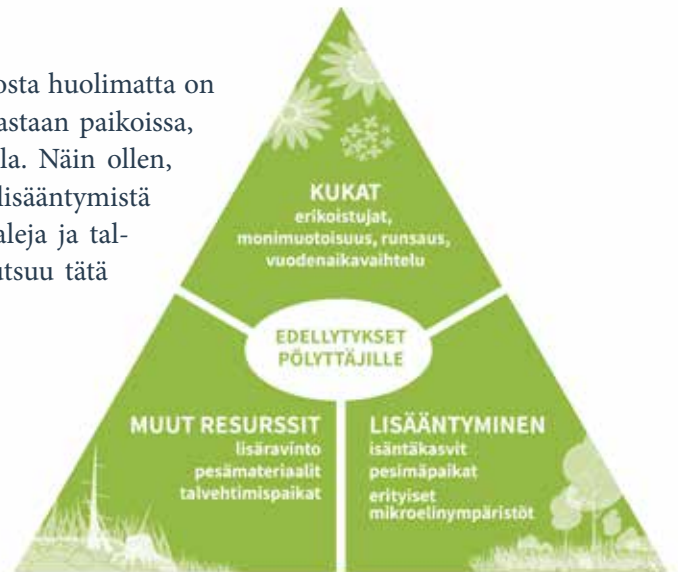 osta huolimatta on
astaan paikoissa,
la. Näin ollen,
lisääntymistä
aleja ja tal-
utsuu tätä
KUKAT
erikoistujat,
monimuotoisuus, runsaus,
vuodenaikavaihtelu
EDELLYTYKSET
PÖLYTTÄJILLE
MUUT RESURSSIT
lisäravinto
pesämateriaalit
talvehtimispaikat
LISÄÄNTYMINEN
isäntäkasvit
pesimäpaikat
erityiset
mikroelinympäristöt